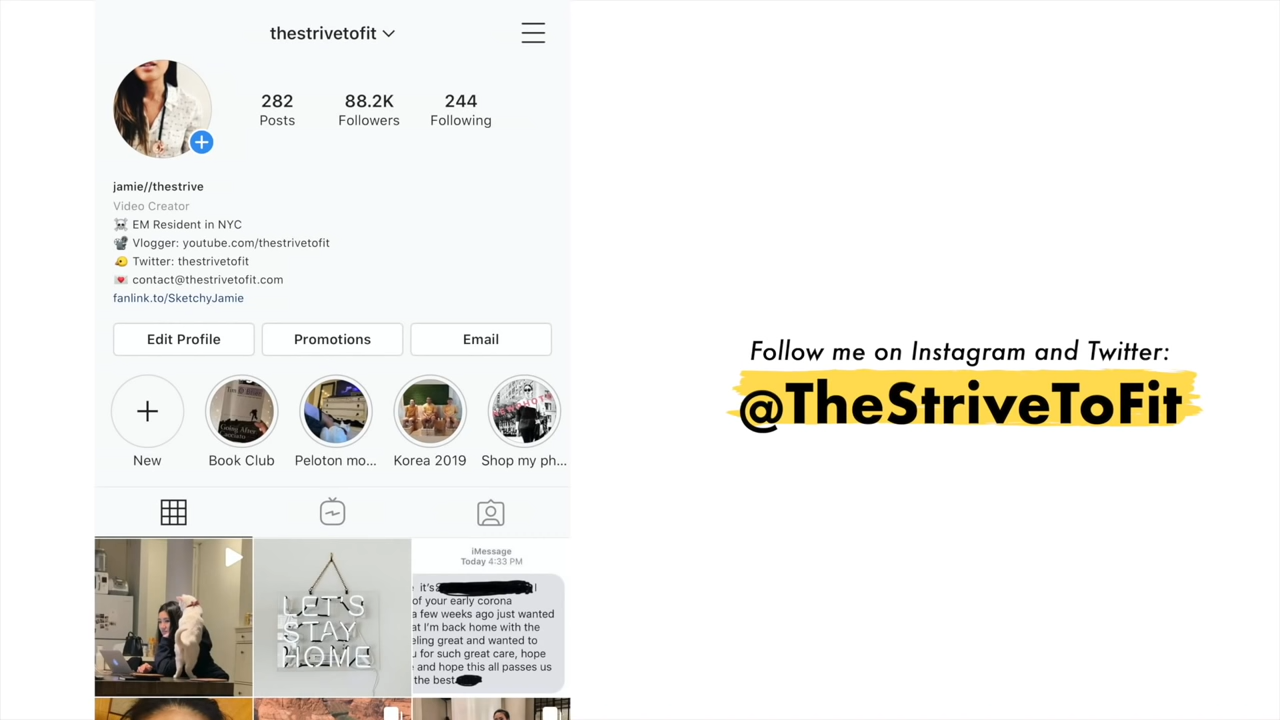 thestrivetofit
282 88.2K 244
Posts Followers Following
jamie//thestrive
Video Creator
EM Resident in NYC
Vlogger: youtube.com/thestrivetofit
Twitter: thestrivetofit
contact@thestrivetofit.com
fanlink.to/SketchyJamie
Edit Profile Promotions Email
New Book Club Peloton mo... Korea 2019 Shop my ph...
LET'S
STAY
HOME
iMessage
Today 4:33 PM
it's
of your early corona
a few weeks ago just wanted
at I'm back home with the
eling great and wanted to
u for such great care, hope
and hope this all passes us
the best
Follow me on Instagram and Twitter:
@TheStriveToFit